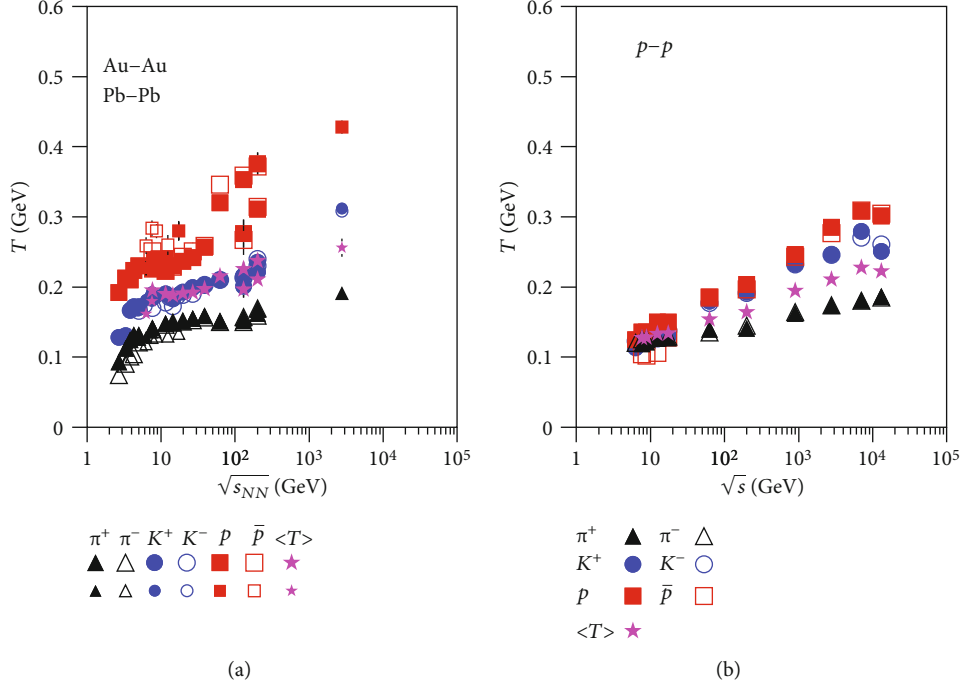 0.6
0.5
0.4
0.3
0.2
0.1
0
T (GeV)
Au–Au
Pb–Pb
1
10
10²
10³
10⁴
10⁵
√s_NN (GeV)
π⁺ π⁻ K⁺ K⁻ p p̄ <T>
(a)
0.6
0.5
0.4
0.3
0.2
0.1
0
T (GeV)
p–p
1
10
10²
10³
10⁴
10⁵
√s (GeV)
π⁺ π⁻
K⁺ K⁻
p p̄
<T>
(b)